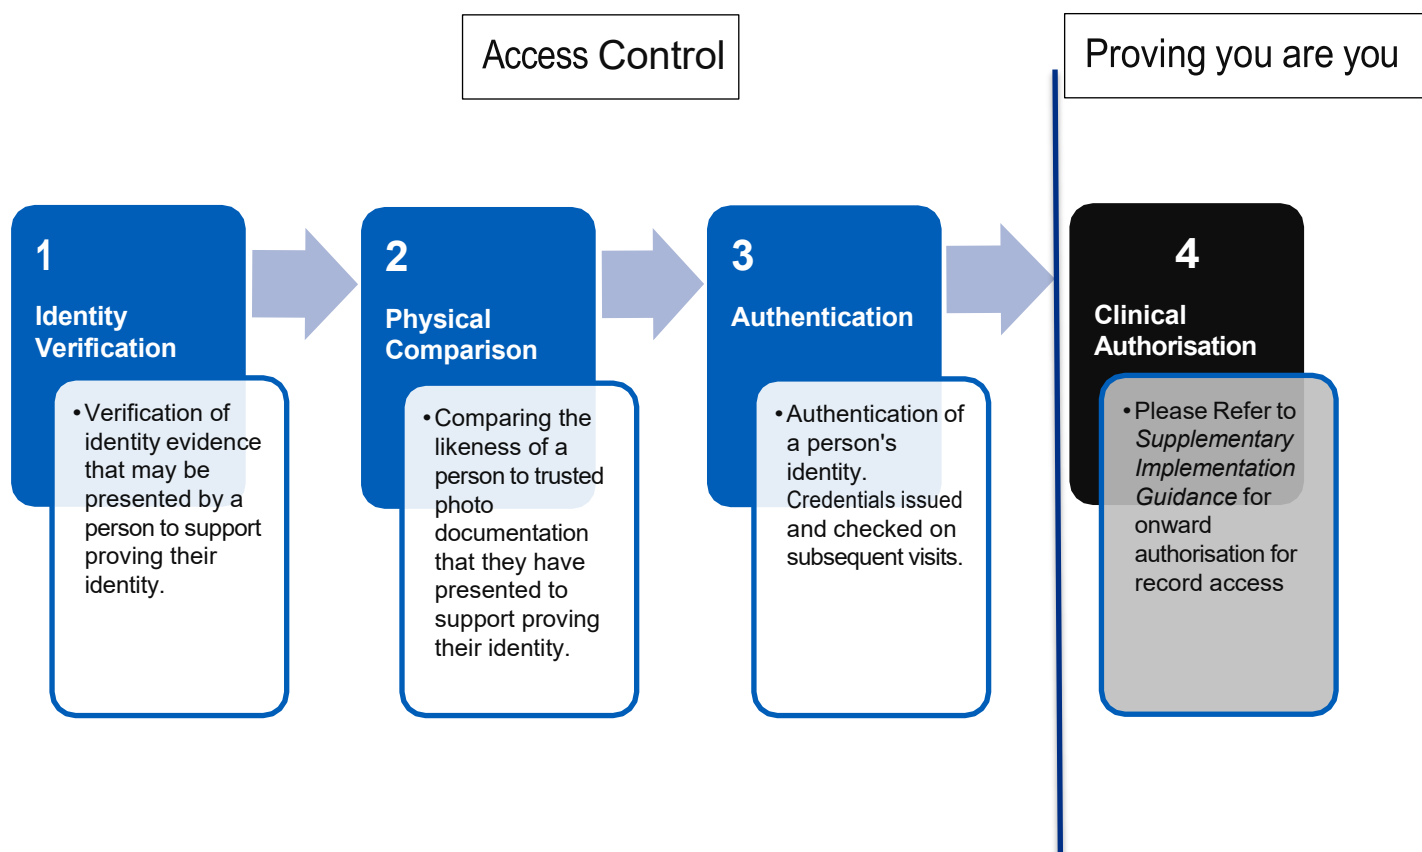 Access Control
Proving you are you
1
Identity
Verification
• Verification of
identity evidence
that may be
presented by a
person to support
proving their
identity.
2
Physical
Comparison
• Comparing the
likeness of a
person to trusted
photo
documentation
that they have
presented to
support proving
their identity.
3
Authentication
• Authentication of
a person's
identity.
Credentials issued
and checked on
subsequent visits.
4
Clinical
Authorisation
• Please Refer to
Supplementary
Implementation
Guidance for
onward
authorisation for
record access